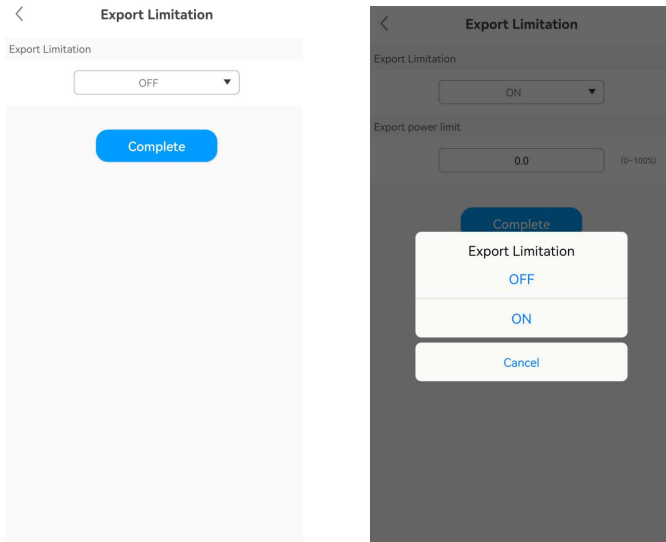 Export Limitation
Export Limitation
OFF
Complete
Export Limitation
Export Limitation
ON
Export power limit
0.0 (0~100%)
Complete
Export Limitation
OFF
ON
Cancel